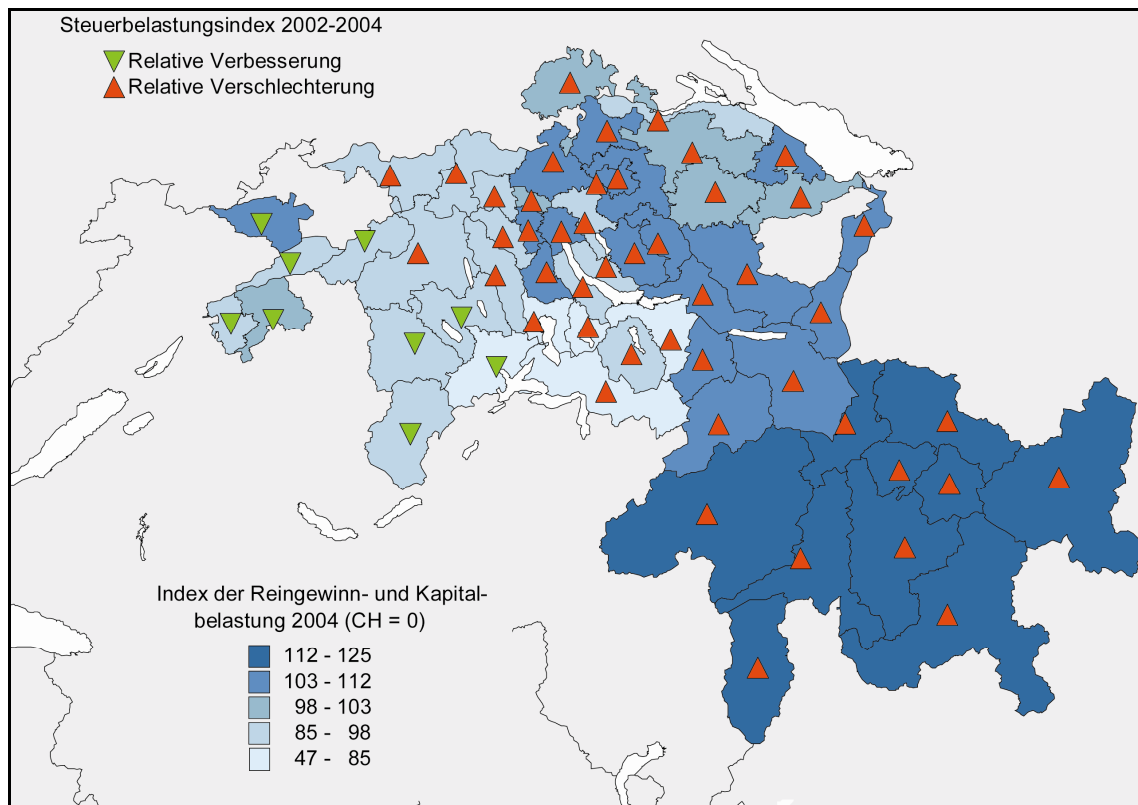 Steuerbelastungsindex 2002-2004
Relative Verbesserung
Relative Verschlechterung
Index der Reingewinn- und Kapital-
belastung 2004 (CH = 0)
112 - 125
103 - 112
98 - 103
85 - 98
47 - 85